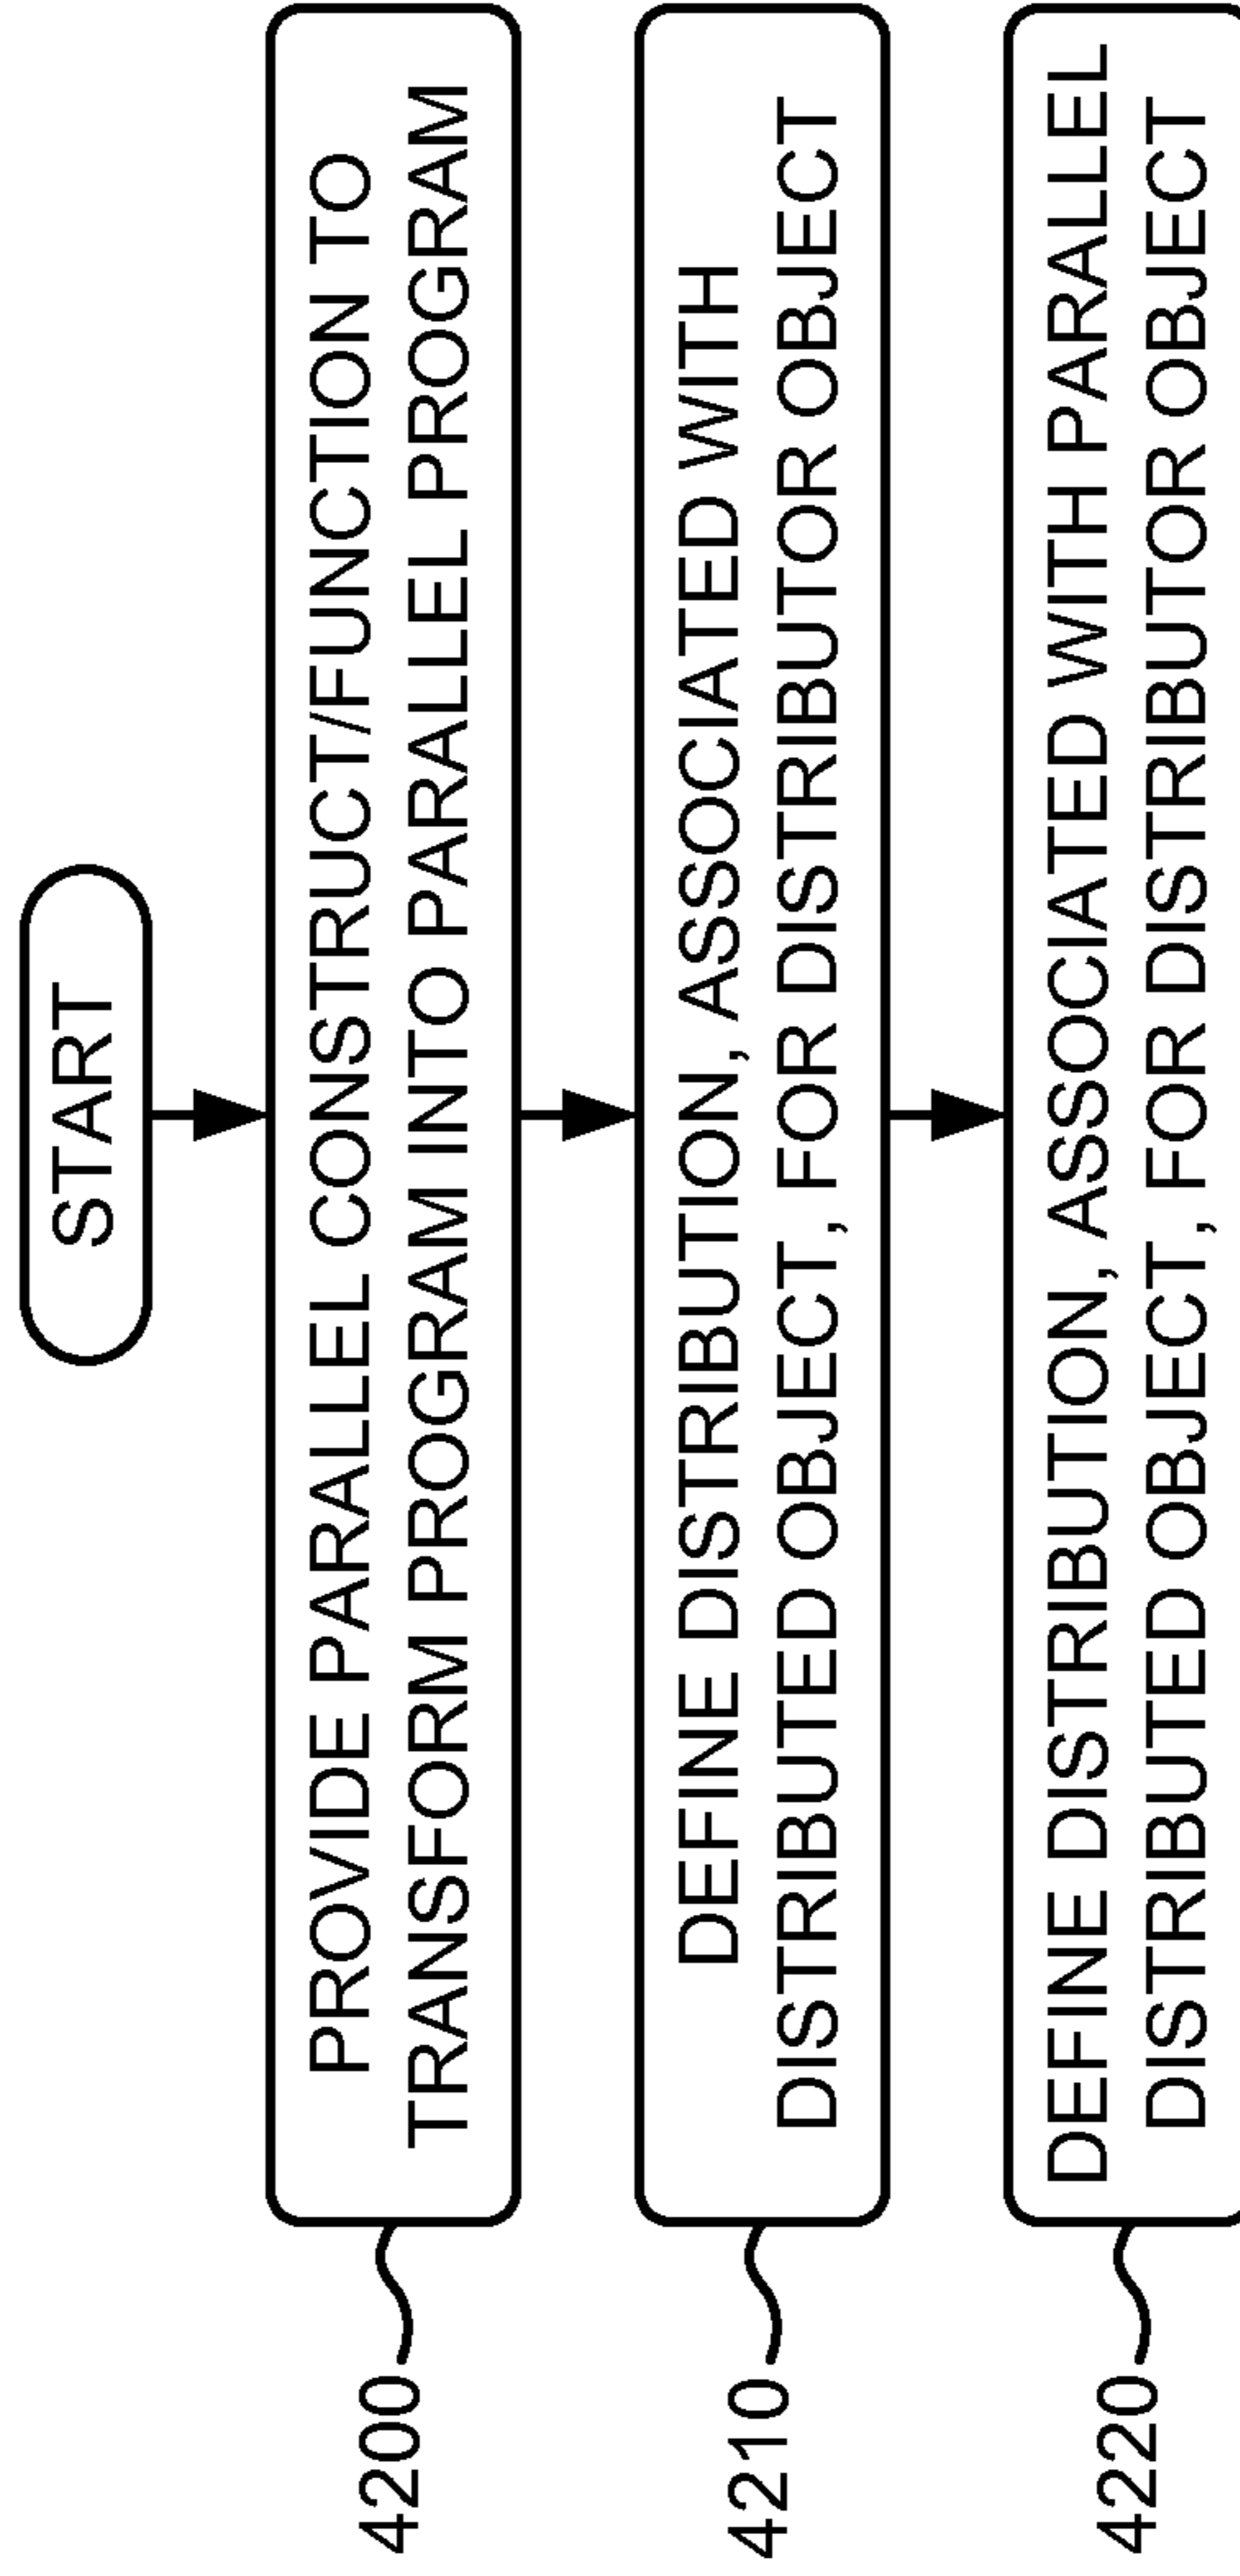 START
4200
PROVIDE PARALLEL CONSTRUCT/FUNCTION TO
TRANSFORM PROGRAM INTO PARALLEL PROGRAM
4210
DEFINE DISTRIBUTION, ASSOCIATED WITH
DISTRIBUTED OBJECT, FOR DISTRIBUTOR OBJECT
4220
DEFINE DISTRIBUTION, ASSOCIATED WITH PARALLEL
DISTRIBUTED OBJECT, FOR DISTRIBUTOR OBJECT